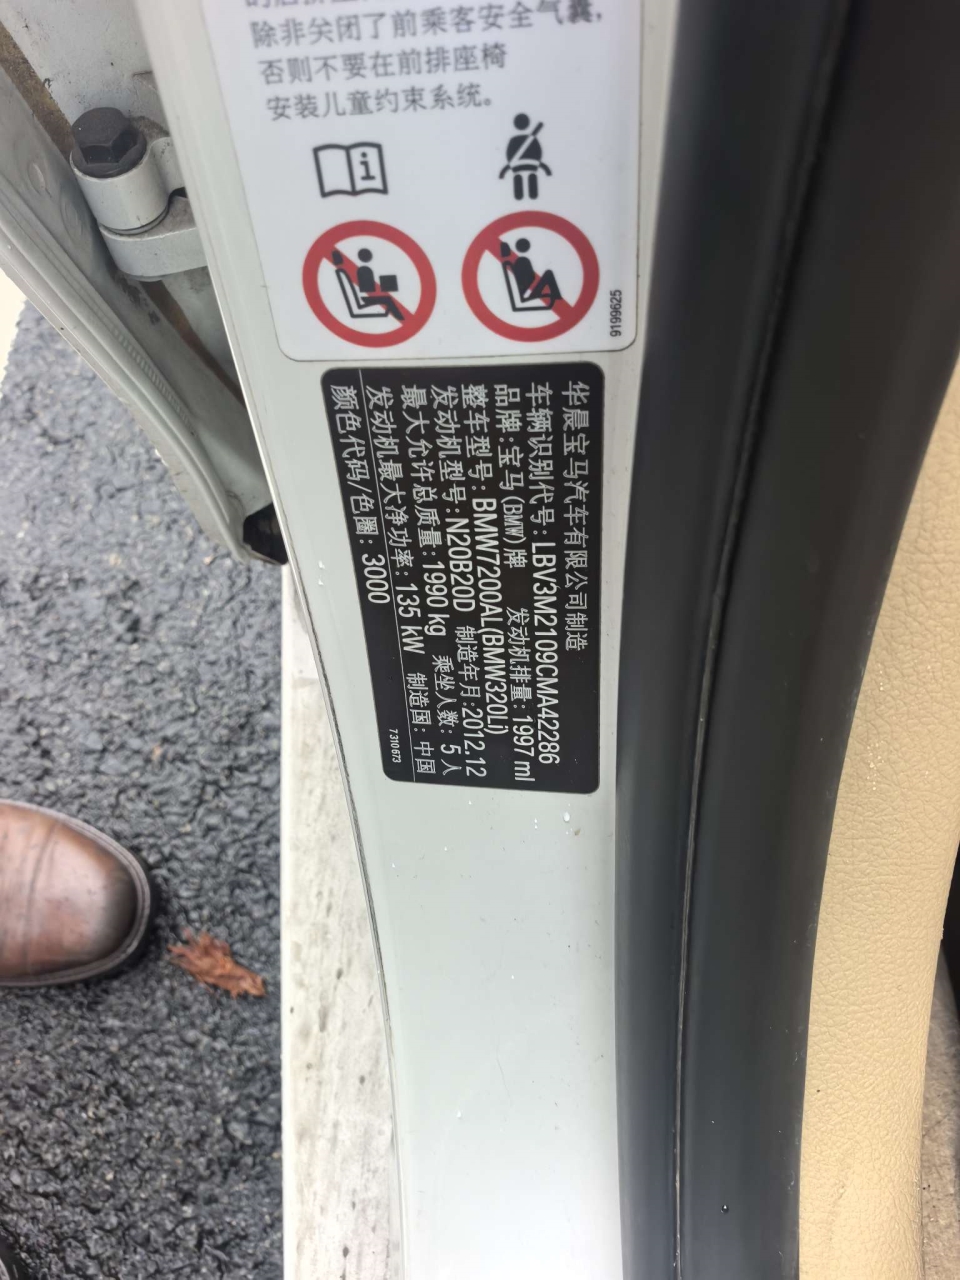 除非关闭了前乘客安全气囊，
否则不要在前排座椅
安装儿童约束系统。
9199625
华晨宝马汽车有限公司制造
车辆识别代号：LBV3M2109CMA42286
品牌：宝马(BMW)牌 发动机排量：1997 ml
整车型号：BMW7200AL(BMW320Li)
发动机型号：N20B20D 制造年月：2012.12
最大允许总质量：1990 kg 乘坐人数：5人
发动机最大净功率：135 kW 制造国：中国
颜色代码/色圈：3000
7310673